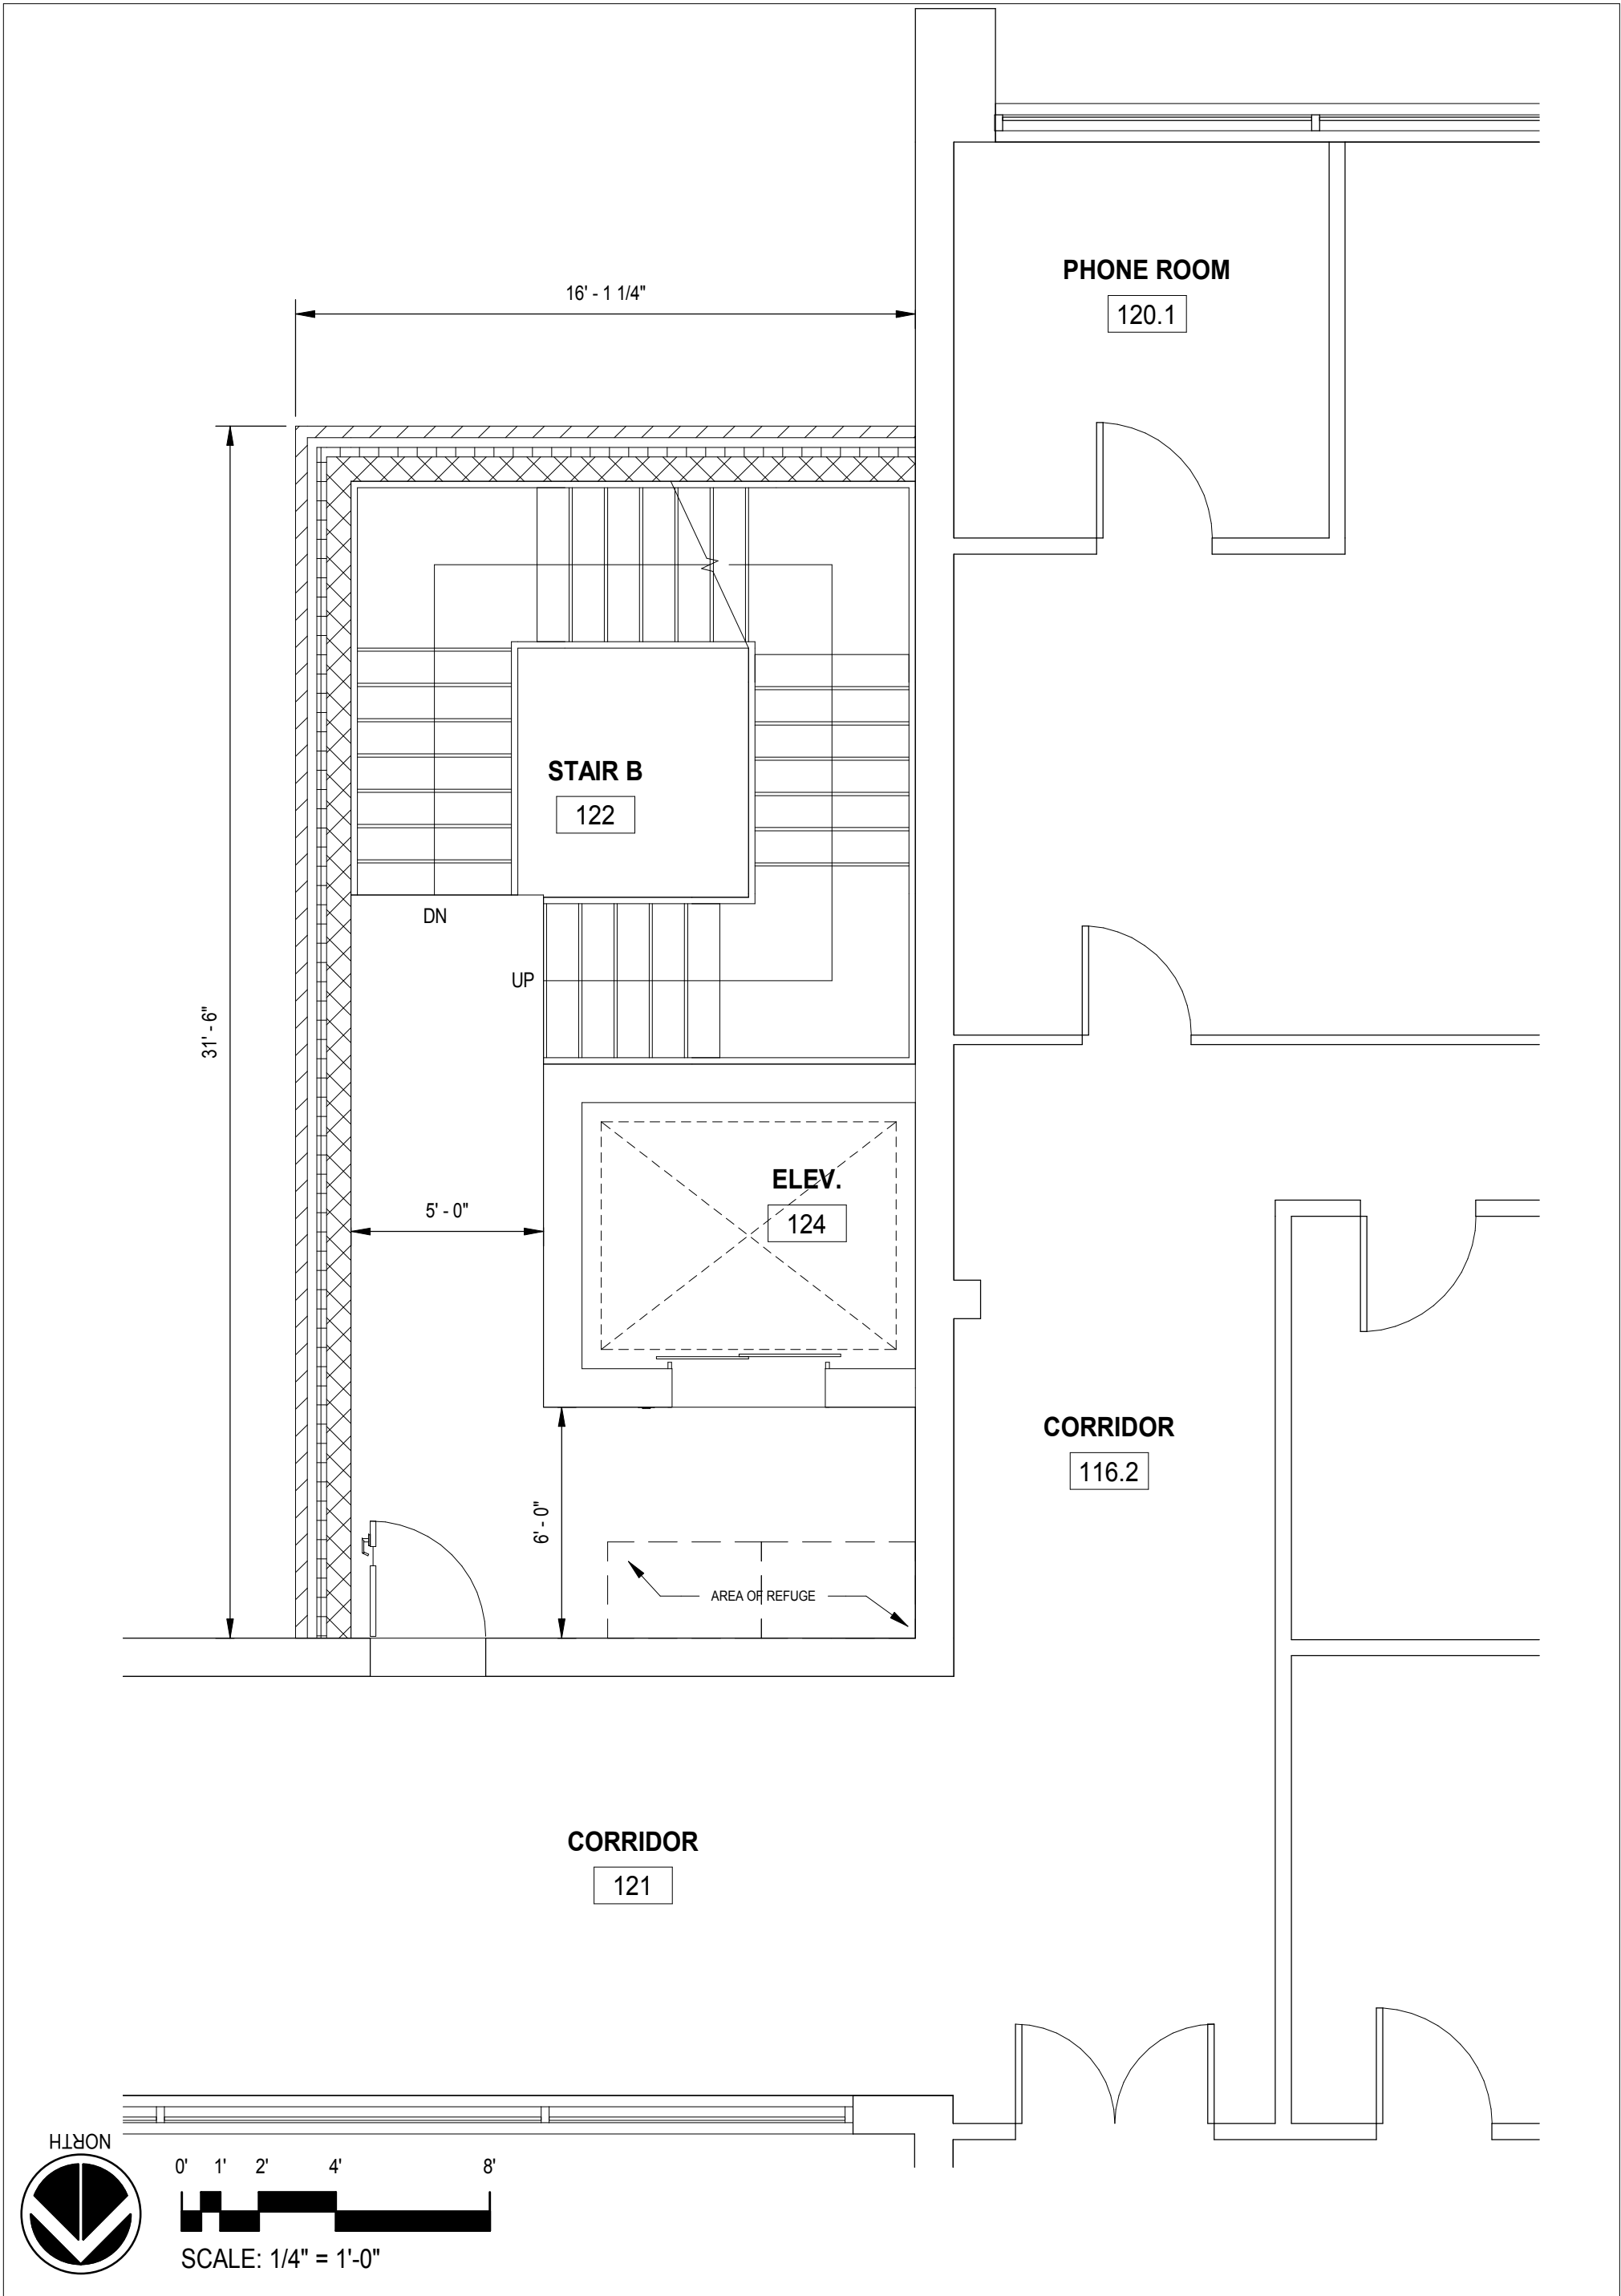 PHONE ROOM
120.1
16' - 1 1/4"
STAIR B
122
DN
UP
31' - 6"
ELEV.
124
5' - 0"
CORRIDOR
116.2
6' - 0"
AREA OF REFUGE
CORRIDOR
121
NORTH
0' 1' 2' 4' 8'
SCALE: 1/4" = 1'-0"